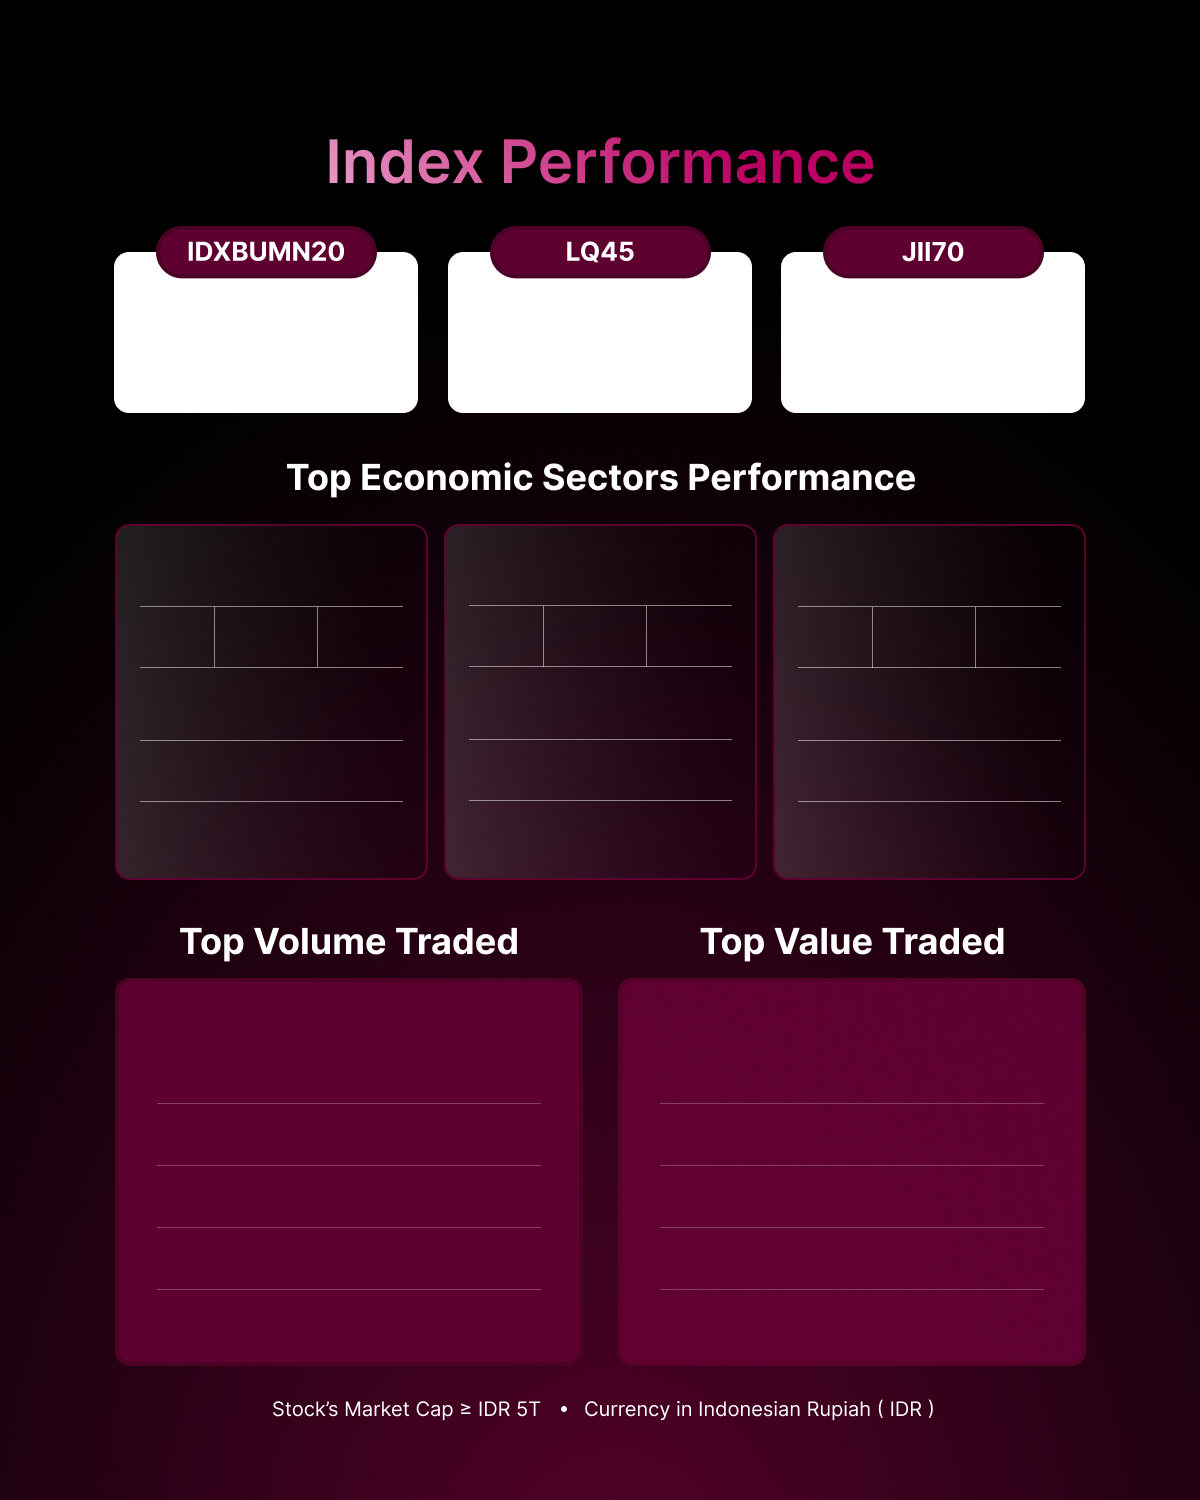 Index Performance
IDXBUMN20
LQ45
JII70
Top Economic Sectors Performance
Top Volume Traded
Top Value Traded
Stock’s Market Cap ≥ IDR 5T • Currency in Indonesian Rupiah ( IDR )